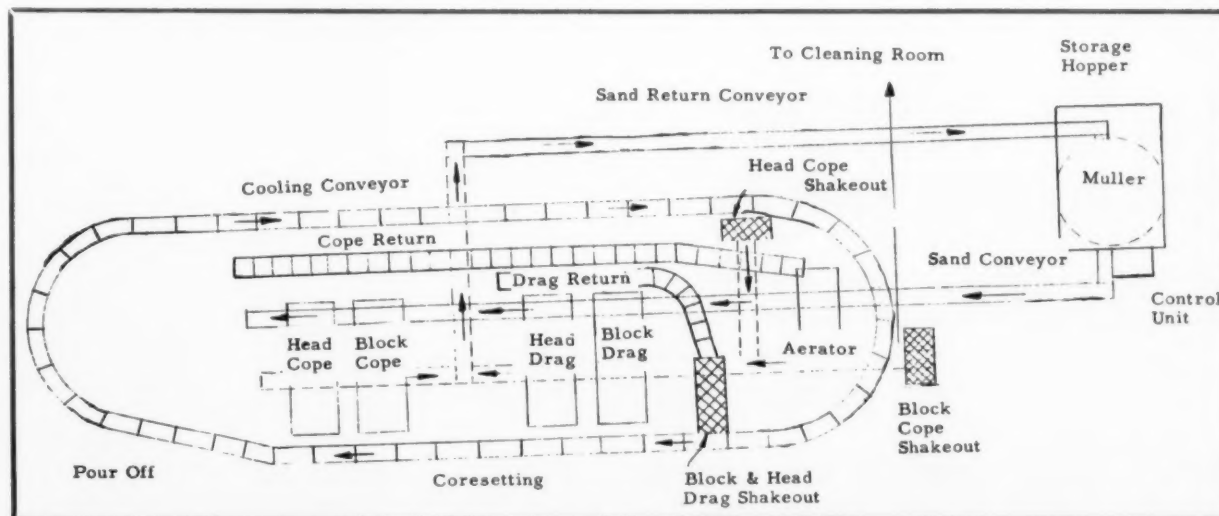 Storage
Hopper
To Cleaning Room
Sand Return Conveyor
Head Cope
Shakeout
Cooling Conveyor
Muller
Cope Return
Sand Conveyor
Drag Return
Control
Unit
Head
Cope
Block
Cope
Head
Drag
Block
Drag
Aerator
Block
Cope
Shakeout
Pour Off
Coresetting
Block & Head
Drag Shakeout